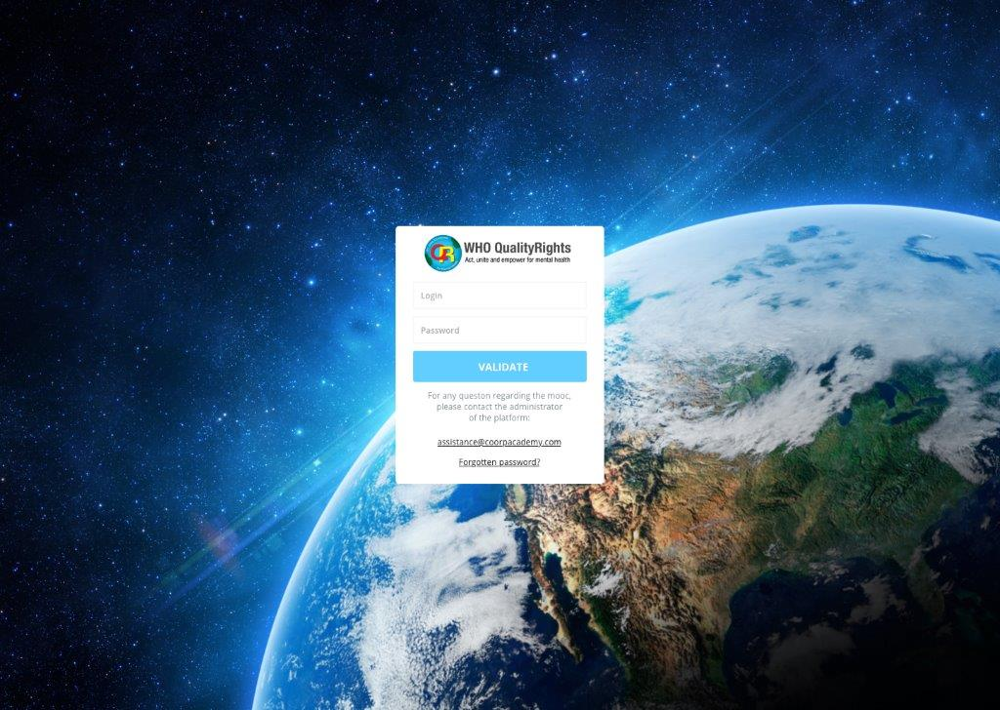 WHO QualityRights
Act, unite and empower for mental health
Login
Password
VALIDATE
For any queston regarding the mooc,
please contact the administrator
of the platform:
assistance@coorpacademy.com
Forgotten password?